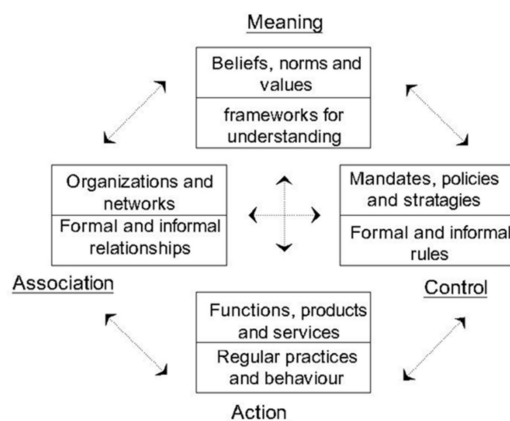 Meaning
Beliefs, norms and
values
frameworks for
understanding
Organizations and
networks
Formal and informal
relationships
Mandates, policies
and stratagies
Formal and informal
rules
Association
Control
Functions, products
and services
Regular practices
and behaviour
Action